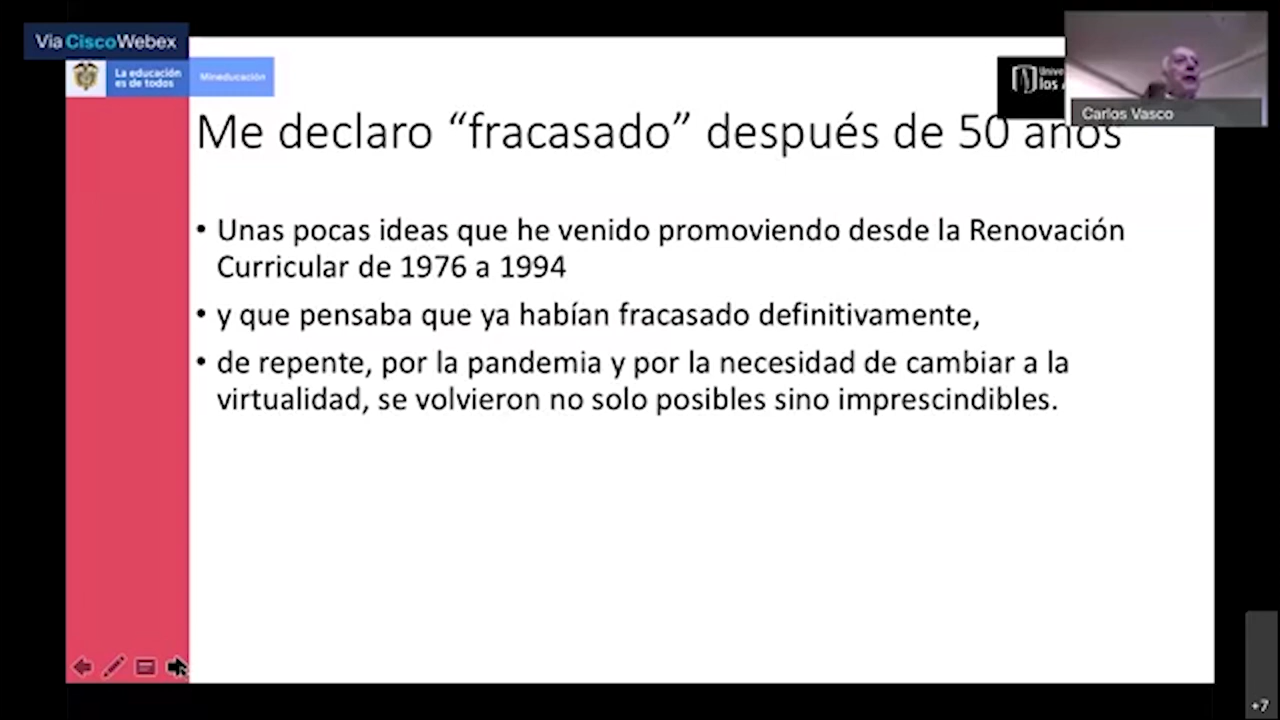 Vía CiscoWebex
La educación
es de todos
Mineducación
Unive
los A
Carlos Vasco
Me declaro “fracasado” después de 50 años
• Unas pocas ideas que he venido promoviendo desde la Renovación
Curricular de 1976 a 1994
• y que pensaba que ya habían fracasado definitivamente,
• de repente, por la pandemia y por la necesidad de cambiar a la
virtualidad, se volvieron no solo posibles sino imprescindibles.
+7